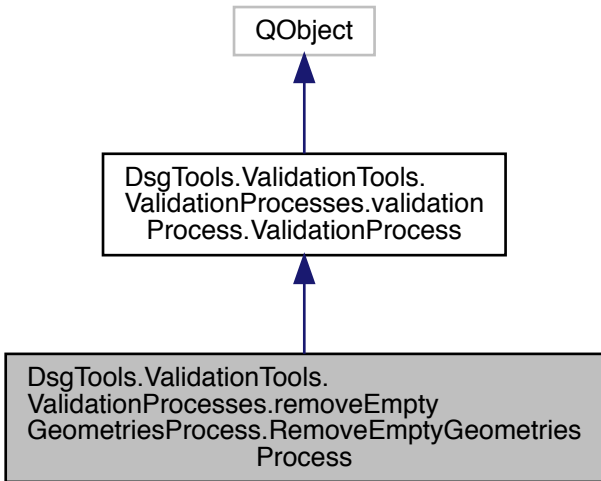 QObject
DsgTools.ValidationTools.
ValidationProcesses.validation
Process.ValidationProcess
DsgTools.ValidationTools.
ValidationProcesses.removeEmpty
GeometriesProcess.RemoveEmptyGeometries
Process